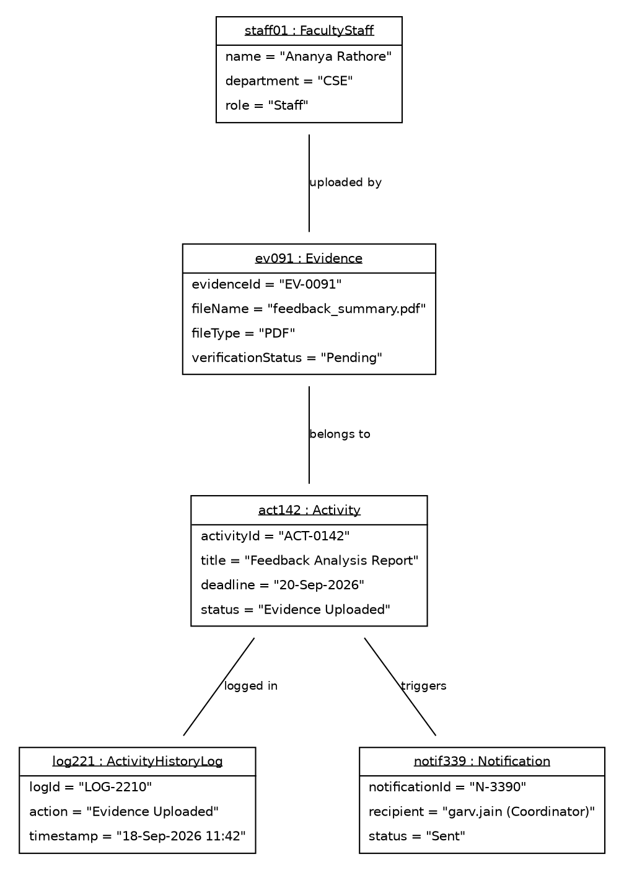 staff01 : FacultyStaff
name = "Ananya Rathore"
department = "CSE"
role = "Staff"
uploaded by
ev091 : Evidence
evidenceId = "EV-0091"
fileName = "feedback_summary.pdf"
fileType = "PDF"
verificationStatus = "Pending"
belongs to
act142 : Activity
activityId = "ACT-0142"
title = "Feedback Analysis Report"
deadline = "20-Sep-2026"
status = "Evidence Uploaded"
logged in
triggers
log221 : ActivityHistoryLog
logId = "LOG-2210"
action = "Evidence Uploaded"
timestamp = "18-Sep-2026 11:42"
notif339 : Notification
notificationId = "N-3390"
recipient = "garv.jain (Coordinator)"
status = "Sent"